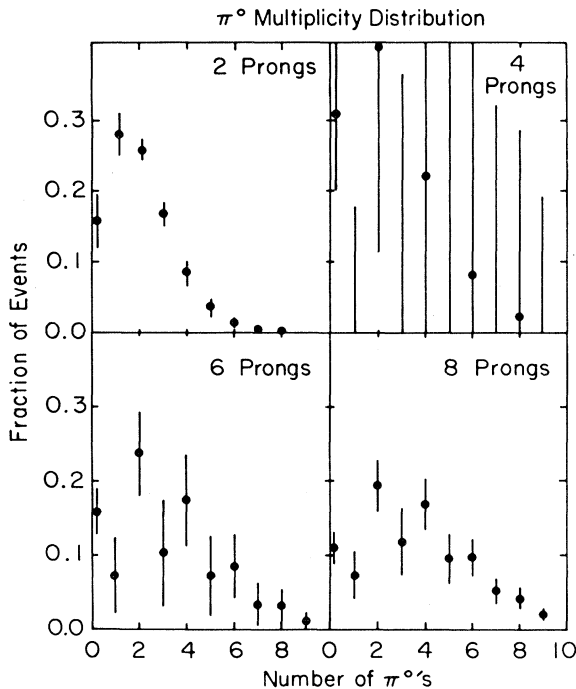 π° Multiplicity Distribution
2 Prongs
4
Prongs
0.3
0.2
0.1
0.0
6 Prongs
8 Prongs
0.3
0.2
0.1
0.0
0 2 4 6 8 0 2 4 6 8 10
Number of π°'s
Fraction of Events